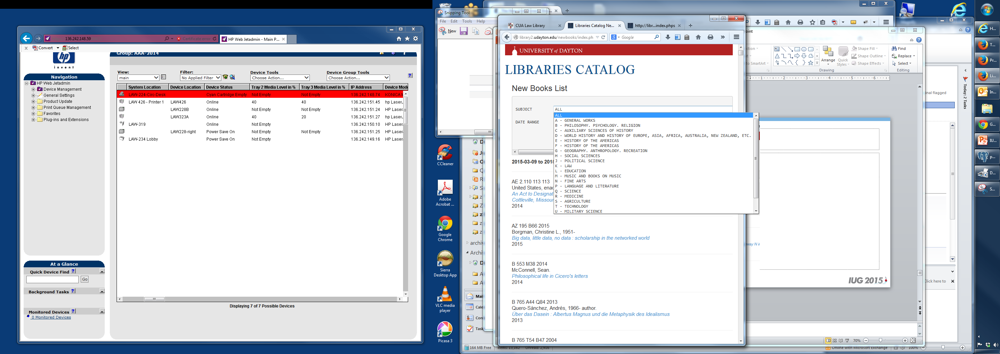 136.242.148.59
Certificate error
HP Web Jetadmin - Main P...
Convert
Select
hp
invent
Group: AAA-2014
Navigation
HP Web Jetadmin
Device Management
General Settings
Product Update
Print Queue Management
Favorites
Plug-ins and Extensions
At a Glance
Quick Device Find
Go
Background Tasks
Monitored Devices
0 Monitored Devices
View:
main
Filter:
No Applied Filter
Device Tools
Choose Action...
Device Group Tools
Choose Action...
System Location Device Location Device Status Tray 2 Media Level in % Tray 3 Media Level in % IP Address Device Mode
LAW-224-Circ-Desk Cyan Cartridge Empty Not Empty Not Empty 136.242.148.74 KONICA
LAW 426 - Printer 1 LAW426 Online 40 40 136.242.151.45 hp Laser
LAW228B Online Not Empty Not Empty 136.242.151.24 HP Laser
LAW323A Online 40 20 136.242.151.27 hp Laser
LAW-319 Online Not Empty 136.242.150.10 HP Laser
LAW228-right Power Save On Not Empty Not Empty 136.242.151.25 HP Laser
LAW-234 Lobby Power Save On Not Empty 136.242.149.16 HP Laser
Displaying 7 of 7 Possible Devices
Snipping Tool
File Edit Tools Help
New
CCleaner
Adobe
Acrobat ...
Google
Chrome
Sierra
Desktop App
VLC media
player
Picasa 3
CUA Law Library
Libraries Catalog Ne...
http://libr...index.phps
library2.udayton.edu/newbooks/index.ph
Google
UNIVERSITY of DAYTON
LIBRARIES CATALOG
New Books List
SUBJECT
ALL
DATE RANGE
ALL
A - GENERAL WORKS
B - PHILOSOPHY. PSYCHOLOGY. RELIGION
C - AUXILIARY SCIENCES OF HISTORY
D - WORLD HISTORY AND HISTORY OF EUROPE, ASIA, AFRICA, AUSTRALIA, NEW ZEALAND, ETC.
E - HISTORY OF THE AMERICAS
F - HISTORY OF THE AMERICAS
G - GEOGRAPHY. ANTHROPOLOGY. RECREATION
H - SOCIAL SCIENCES
J - POLITICAL SCIENCE
K - LAW
L - EDUCATION
M - MUSIC AND BOOKS ON MUSIC
N - FINE ARTS
P - LANGUAGE AND LITERATURE
Q - SCIENCE
R - MEDICINE
S - AGRICULTURE
T - TECHNOLOGY
U - MILITARY SCIENCE
2015-03-09 to 2015
AE 2.110 113 113
United States, enac
An Act to Designat
Cottleville, Missour
2014
AZ 195 B66 2015
Borgman, Christine L., 1951-
Big data, little data, no data : scholarship in the networked world
2015
B 553 M38 2014
McConnell, Sean.
Philosophical life in Cicero's letters
2014
B 765 A44 Q84 2013
Quero-Sánchez, Andrés, 1966- author.
Über das Dasein : Albertus Magnus und die Metaphysik des Idealismus
2013
B 765 T54 B47 2004
archiv
Archi
Mai
Cale
Con
Task
164 MB Free
Items: 13,162
Unread: 2,916
Arrange
Quick
Styles
Shape Fill
Shape Outline
Shape Effects
Find
Replace
Select
to SmartArt
Drawing
Editing
way N i
IUG 2015
70%
Online with Microsoft Exchange
100%
inal flagged
Today: 2 Tasks
Click here to
H...
T...
Pr...
Li...
In...
G...
IU...
p...
D...
S...